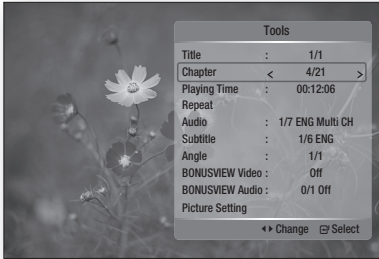 Tools
Title : 1/1
Chapter < 4/21 >
Playing Time : 00:12:06
Repeat
Audio : 1/7 ENG Multi CH
Subtitle : 1/6 ENG
Angle : 1/1
BONUSVIEW Video : Off
BONUSVIEW Audio : 0/1 Off
Picture Setting
◂▸ Change Select